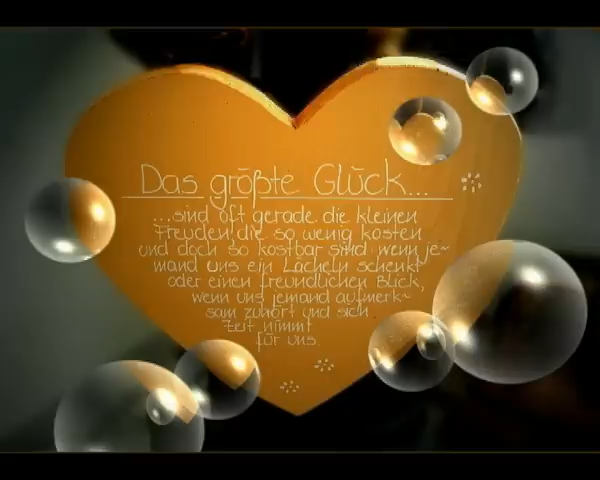 Das größte Glück...
...sind oft gerade die kleinen
Freuden, die so wenig kosten
und doch so kostbar sind, wenn je~
mand uns ein Lächeln schenkt
oder einen freundlichen Blick,
wenn uns jemand aufmerk~
sam zuhört und sich
Zeit nimmt
für uns.